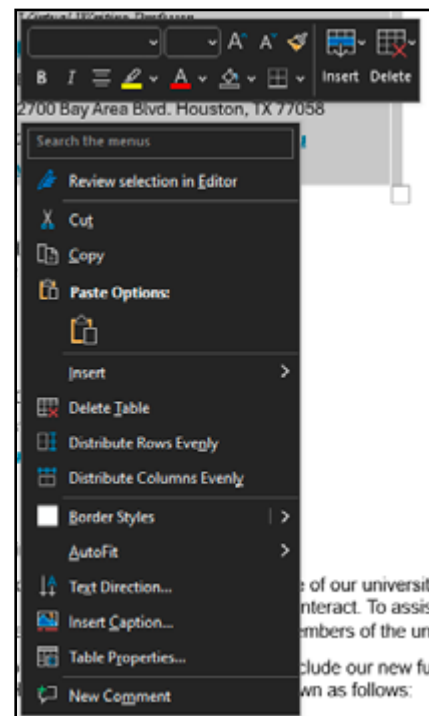 A A
B I A Insert Delete
2700 Bay Area Blvd. Houston, TX 77058
Search the menus
Review selection in Editor
Cut
Copy
Paste Options:
Insert
Delete Table
Distribute Rows Evenly
Distribute Columns Evenly
Border Styles
AutoFit
Text Direction...
of our universit
Insert Caption...
nteract. To assis
mbers of the un
Table Properties...
clude our new fu
New Comment
wn as follows: